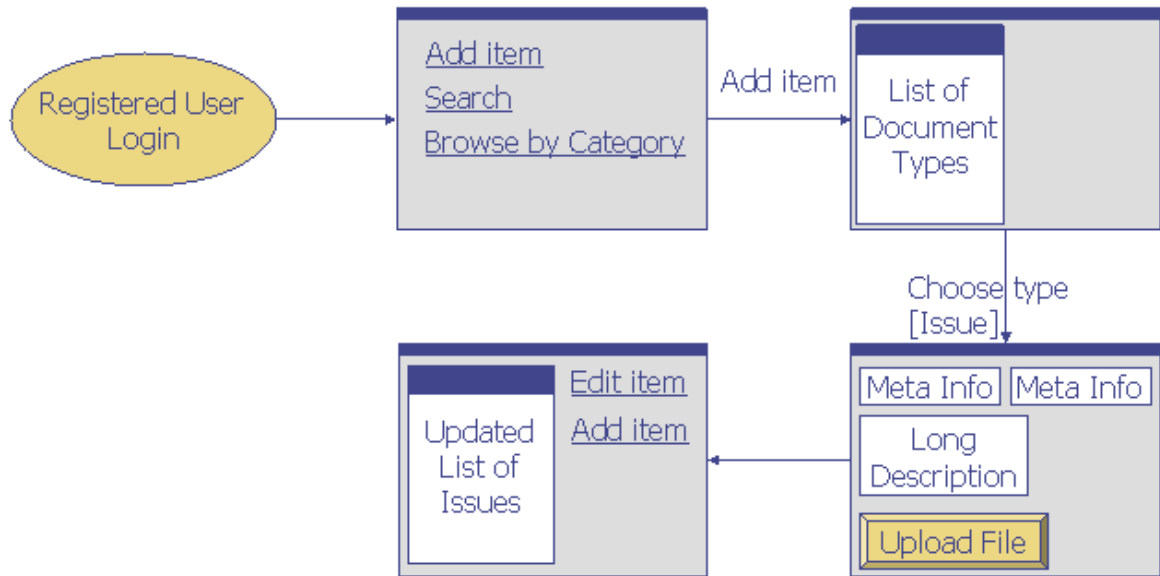 Registered User
Login
Add item
Search
Browse by Category
Add item
List of
Document
Types
Choose type
[Issue]
Meta Info
Meta Info
Long
Description
Upload File
Updated
List of
Issues
Edit item
Add item